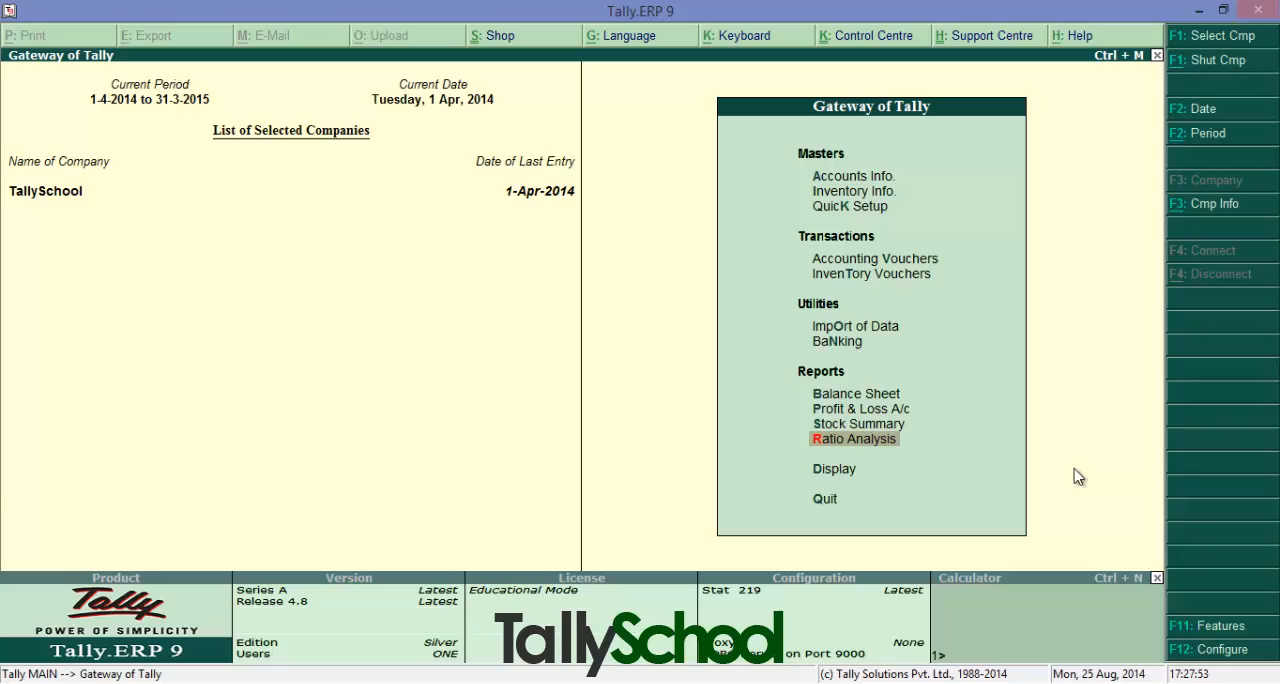 Tally.ERP 9
P: Print
E: Export
M: E-Mail
O: Upload
S: Shop
G: Language
K: Keyboard
K: Control Centre
H: Support Centre
H: Help
Gateway of Tally
Ctrl + M
Current Period
1-4-2014 to 31-3-2015
Current Date
Tuesday, 1 Apr, 2014
List of Selected Companies
Name of Company
Date of Last Entry
TallySchool
1-Apr-2014
Gateway of Tally
Masters
Accounts Info.
Inventory Info.
QuicK Setup
Transactions
Accounting Vouchers
InvenTory Vouchers
Utilities
ImpOrt of Data
BaNking
Reports
Balance Sheet
Profit & Loss A/c
Stock Summary
Ratio Analysis
Display
Quit
F1: Select Cmp
F1: Shut Cmp
F2: Date
F2: Period
F3: Company
F3: Cmp Info
F4: Connect
F4: Disconnect
F11: Features
F12: Configure
Product
Tally
POWER OF SIMPLICITY
Tally.ERP 9
Version
Series A Latest
Release 4.8 Latest
Edition Silver
Users ONE
License
Educational Mode
Configuration
Stat 219 Latest
None
on Port 9000
Calculator
Ctrl + N
1>
TallySchool
Tally MAIN --> Gateway of Tally
(c) Tally Solutions Pvt. Ltd., 1988-2014
Mon, 25 Aug, 2014
17:27:53